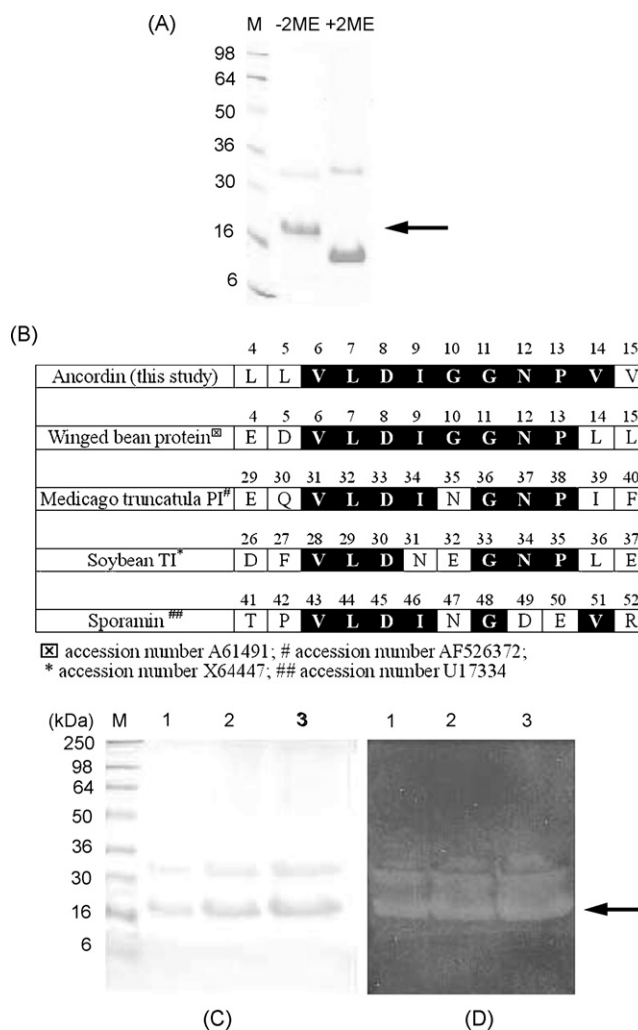 (A)
M -2ME +2ME
98
64
50
36
30
16
6
(B)
4 5 6 7 8 9 10 11 12 13 14 15
Ancordin (this study) L L V L D I G G N P V V
4 5 6 7 8 9 10 11 12 13 14 15
Winged bean protein⊠ E D V L D I G G N P L L
29 30 31 32 33 34 35 36 37 38 39 40
Medicago truncatula PI# E Q V L D I N G N P I F
26 27 28 29 30 31 32 33 34 35 36 37
Soybean TI* D F V L D N E G N P L E
41 42 43 44 45 46 47 48 49 50 51 52
Sporamin ## T P V L D I N G D E V R
⊠ accession number A61491; # accession number AF526372;
* accession number X64447; ## accession number U17334
(kDa) M 1 2 3 1 2 3
250
98
64
50
36
30
16
6
(C) (D)